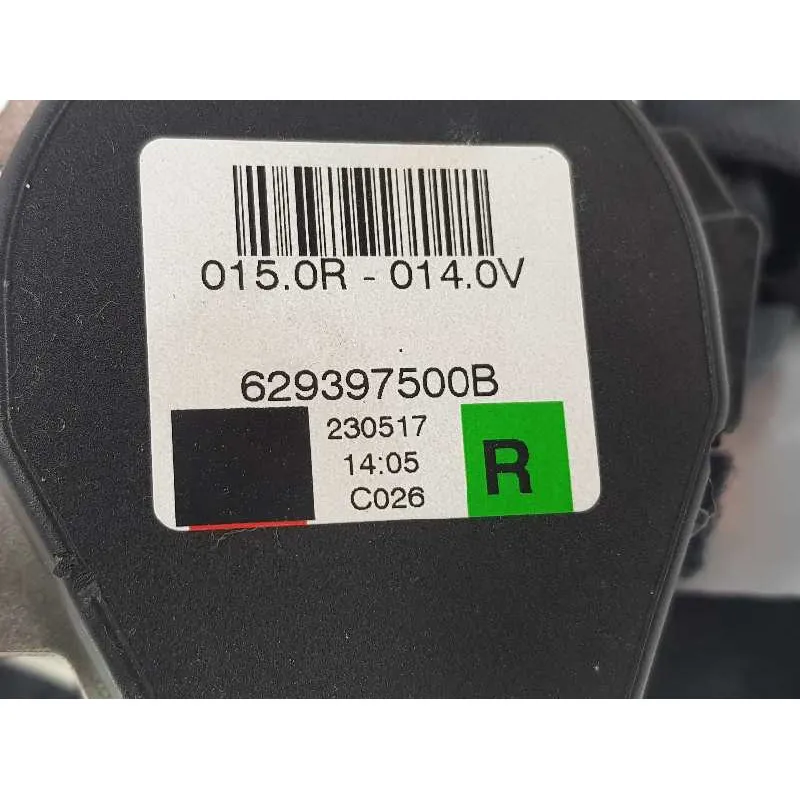 015.0R - 014.0V
629397500B
230517
14:05
C026
R